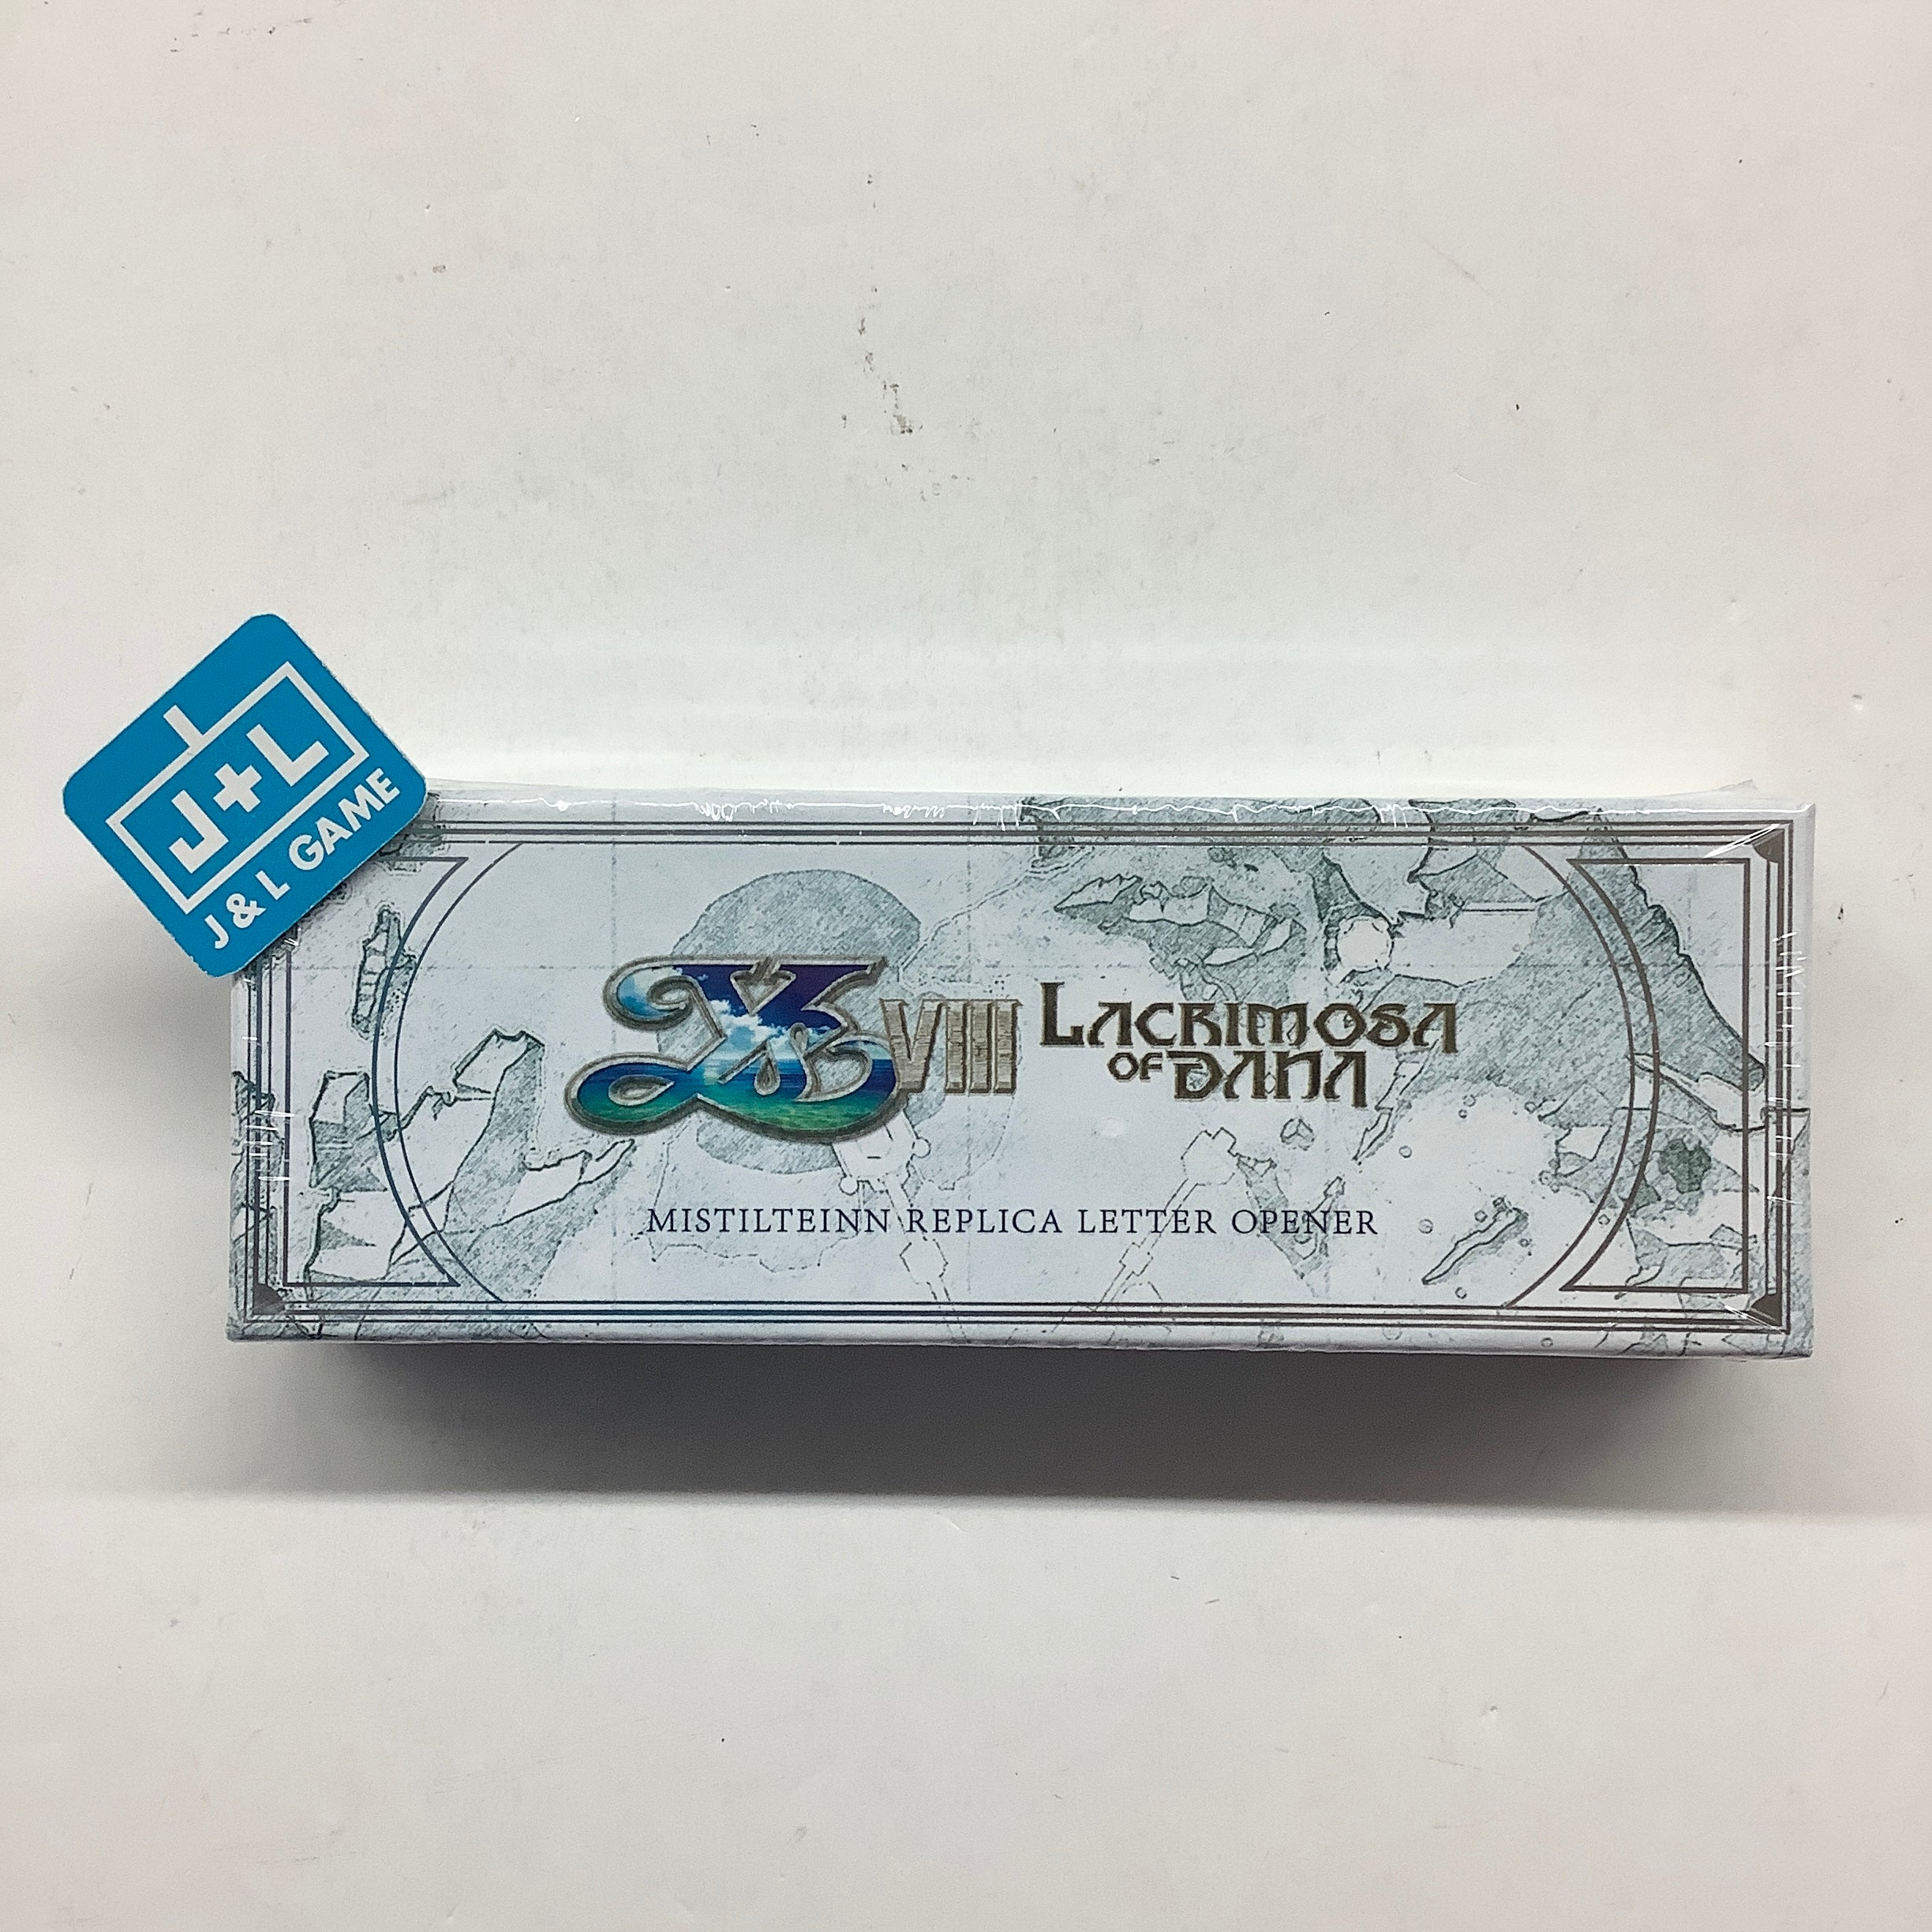 J+L
J & L GAME
Ys VIII LACRIMOSA
OF DANA
MISTILTEINN REPLICA LETTER OPENER